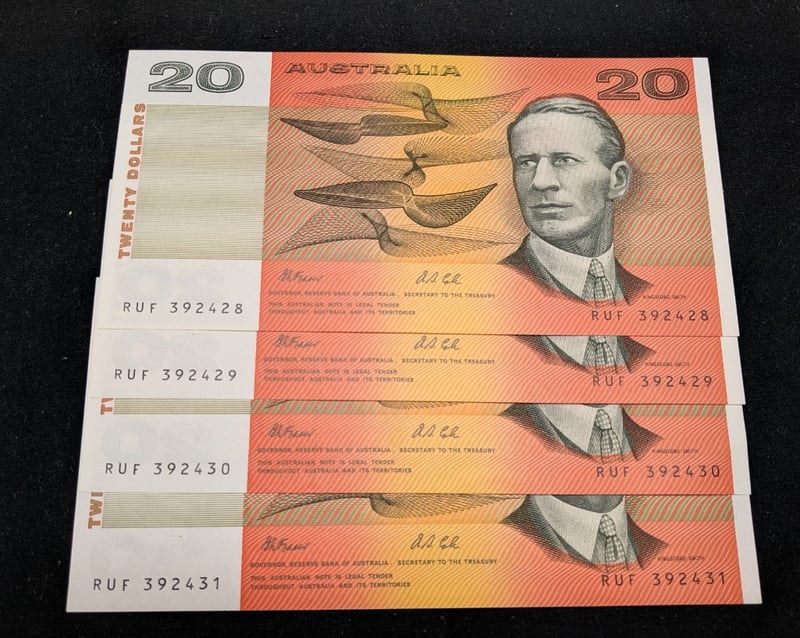 20 AUSTRALIA 20
TWENTY DOLLARS
GOVERNOR, RESERVE BANK OF AUSTRALIA. SECRETARY TO THE TREASURY
THIS AUSTRALIAN NOTE IS LEGAL TENDER
THROUGHOUT AUSTRALIA AND ITS TERRITORIES
KINGSFORD SMITH
RUF 392428 RUF 392428
GOVERNOR, RESERVE BANK OF AUSTRALIA. SECRETARY TO THE TREASURY
THIS AUSTRALIAN NOTE IS LEGAL TENDER
THROUGHOUT AUSTRALIA AND ITS TERRITORIES
KINGSFORD SMITH
RUF 392429 RUF 392429
TW
GOVERNOR, RESERVE BANK OF AUSTRALIA. SECRETARY TO THE TREASURY
THIS AUSTRALIAN NOTE IS LEGAL TENDER
THROUGHOUT AUSTRALIA AND ITS TERRITORIES
KINGSFORD SMITH
RUF 392430 RUF 392430
TWE
GOVERNOR, RESERVE BANK OF AUSTRALIA. SECRETARY TO THE TREASURY
THIS AUSTRALIAN NOTE IS LEGAL TENDER
THROUGHOUT AUSTRALIA AND ITS TERRITORIES
KINGSFORD SMITH
RUF 392431 RUF 392431